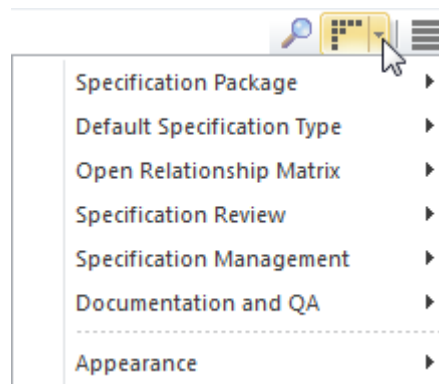 Specification Package
Default Specification Type
Open Relationship Matrix
Specification Review
Specification Management
Documentation and QA
Appearance